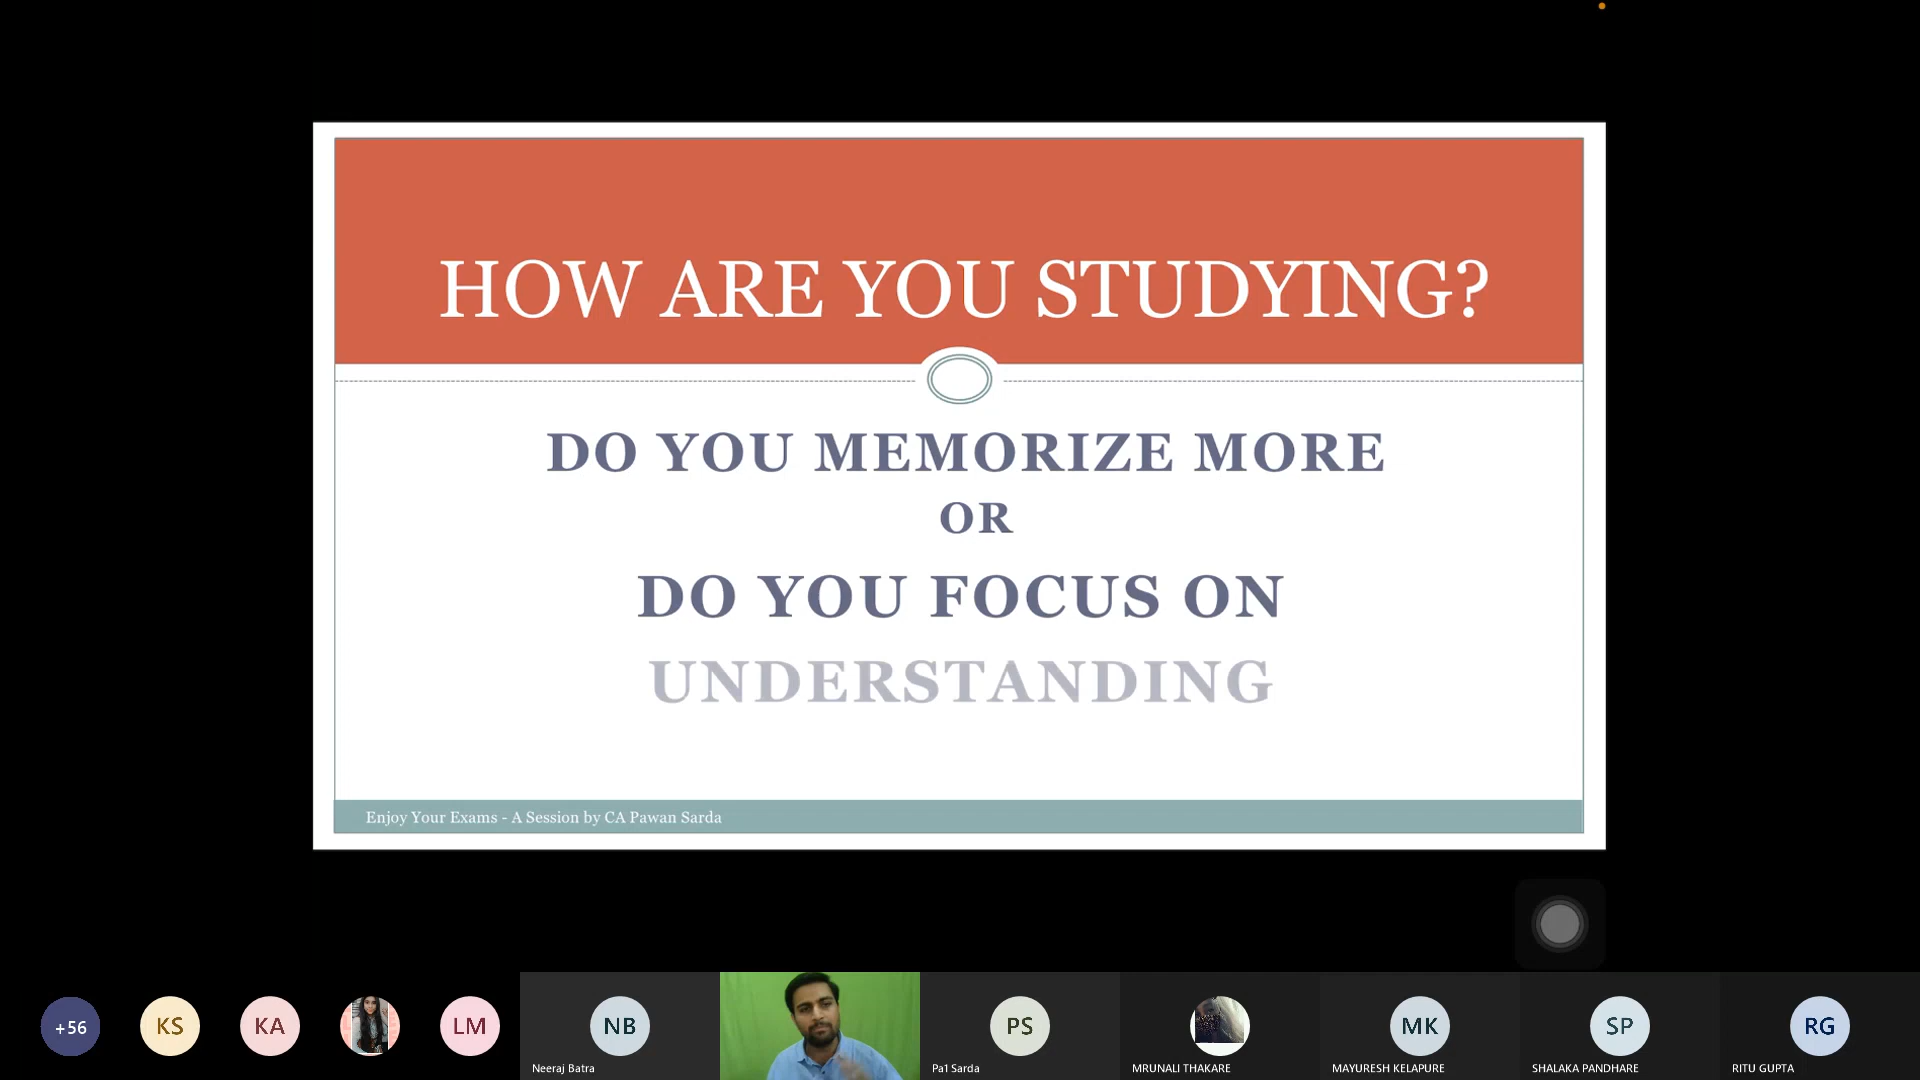 HOW ARE YOU STUDYING?
DO YOU MEMORIZE MORE
OR
DO YOU FOCUS ON
UNDERSTANDING
Enjoy Your Exams - A Session by CA Pawan Sarda
+56
KS
KA
LM
NB
Neeraj Batra
PS
Pa1 Sarda
MRUNALI THAKARE
MK
MAYURESH KELAPURE
SP
SHALAKA PANDHARE
RG
RITU GUPTA